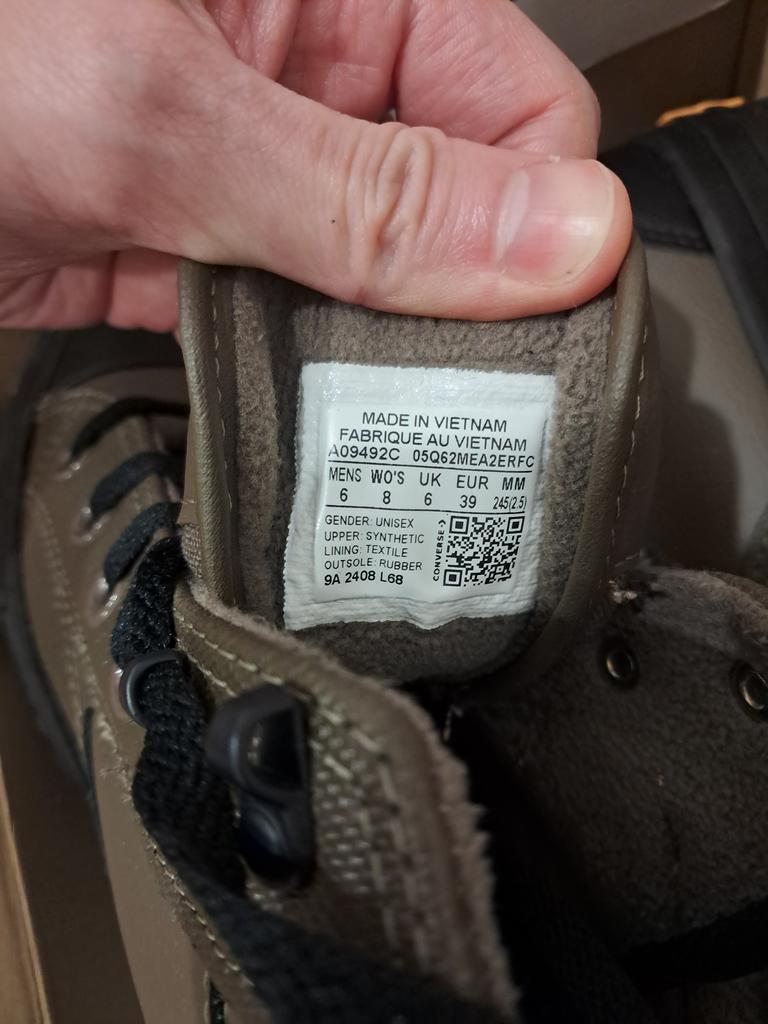 MADE IN VIETNAM
FABRIQUE AU VIETNAM
A09492C 05Q62MEA2ERFC
MENS WO'S UK EUR MM
6 8 6 39 245(2.5)
GENDER: UNISEX
UPPER: SYNTHETIC
LINING: TEXTILE
OUTSOLE: RUBBER
9A 2408 L68
CONVERSE